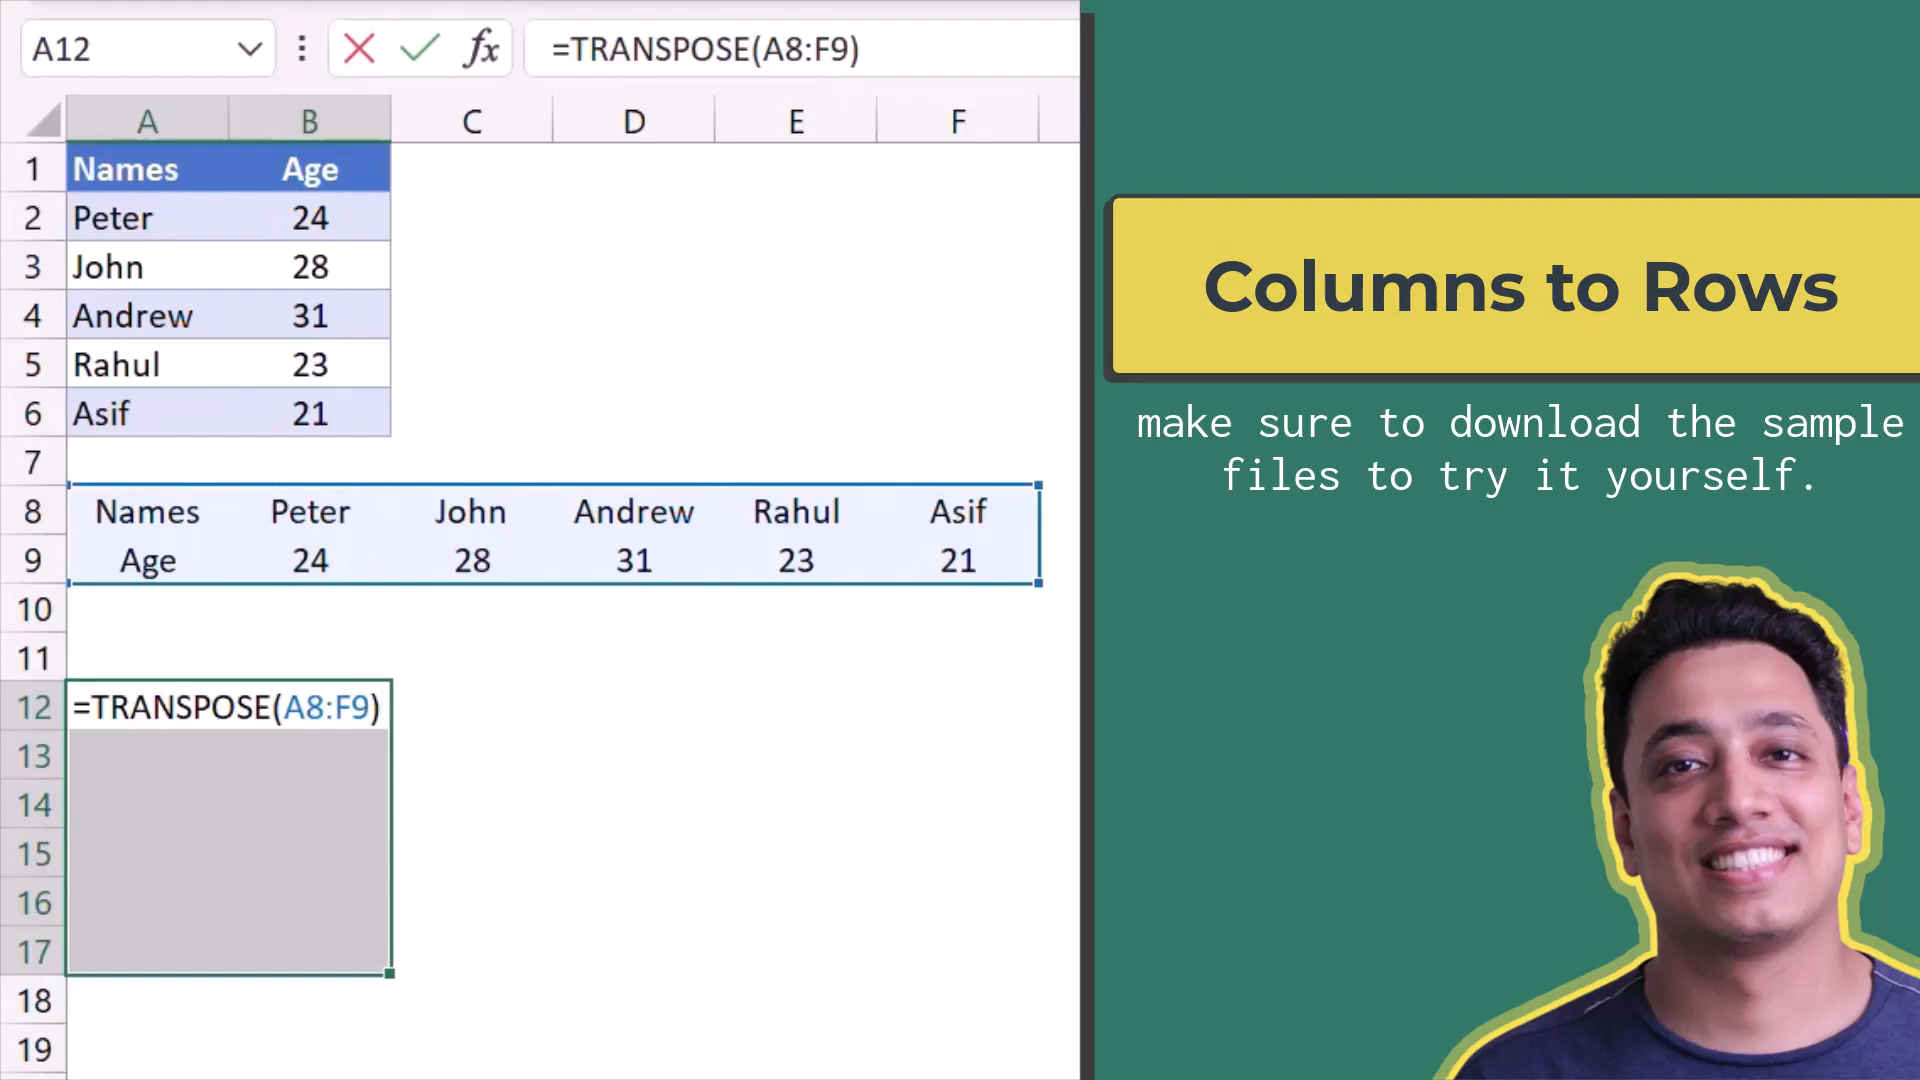 A12 fx =TRANSPOSE(A8:F9)
A B C D E F
1 Names Age
2 Peter 24
3 John 28
4 Andrew 31
5 Rahul 23
6 Asif 21
7
8 Names Peter John Andrew Rahul Asif
9 Age 24 28 31 23 21
10
11
12 =TRANSPOSE(A8:F9)
13
14
15
16
17
18
19
Columns to Rows
make sure to download the sample
files to try it yourself.